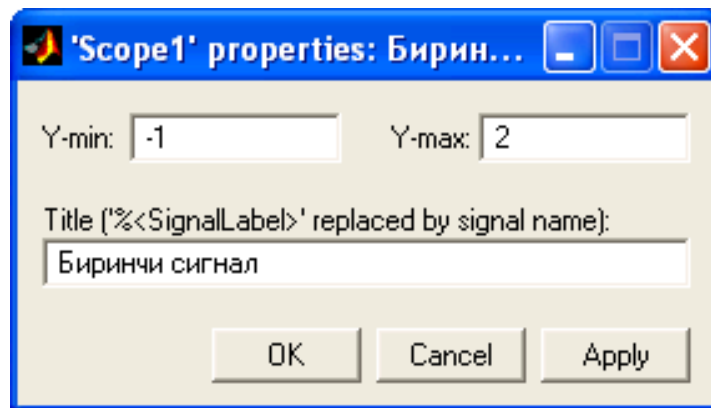 'Scope1' properties: Бирин...
Y-min: -1 Y-max: 2
Title ('%<SignalLabel>' replaced by signal name):
Биринчи сигнал
OK Cancel Apply